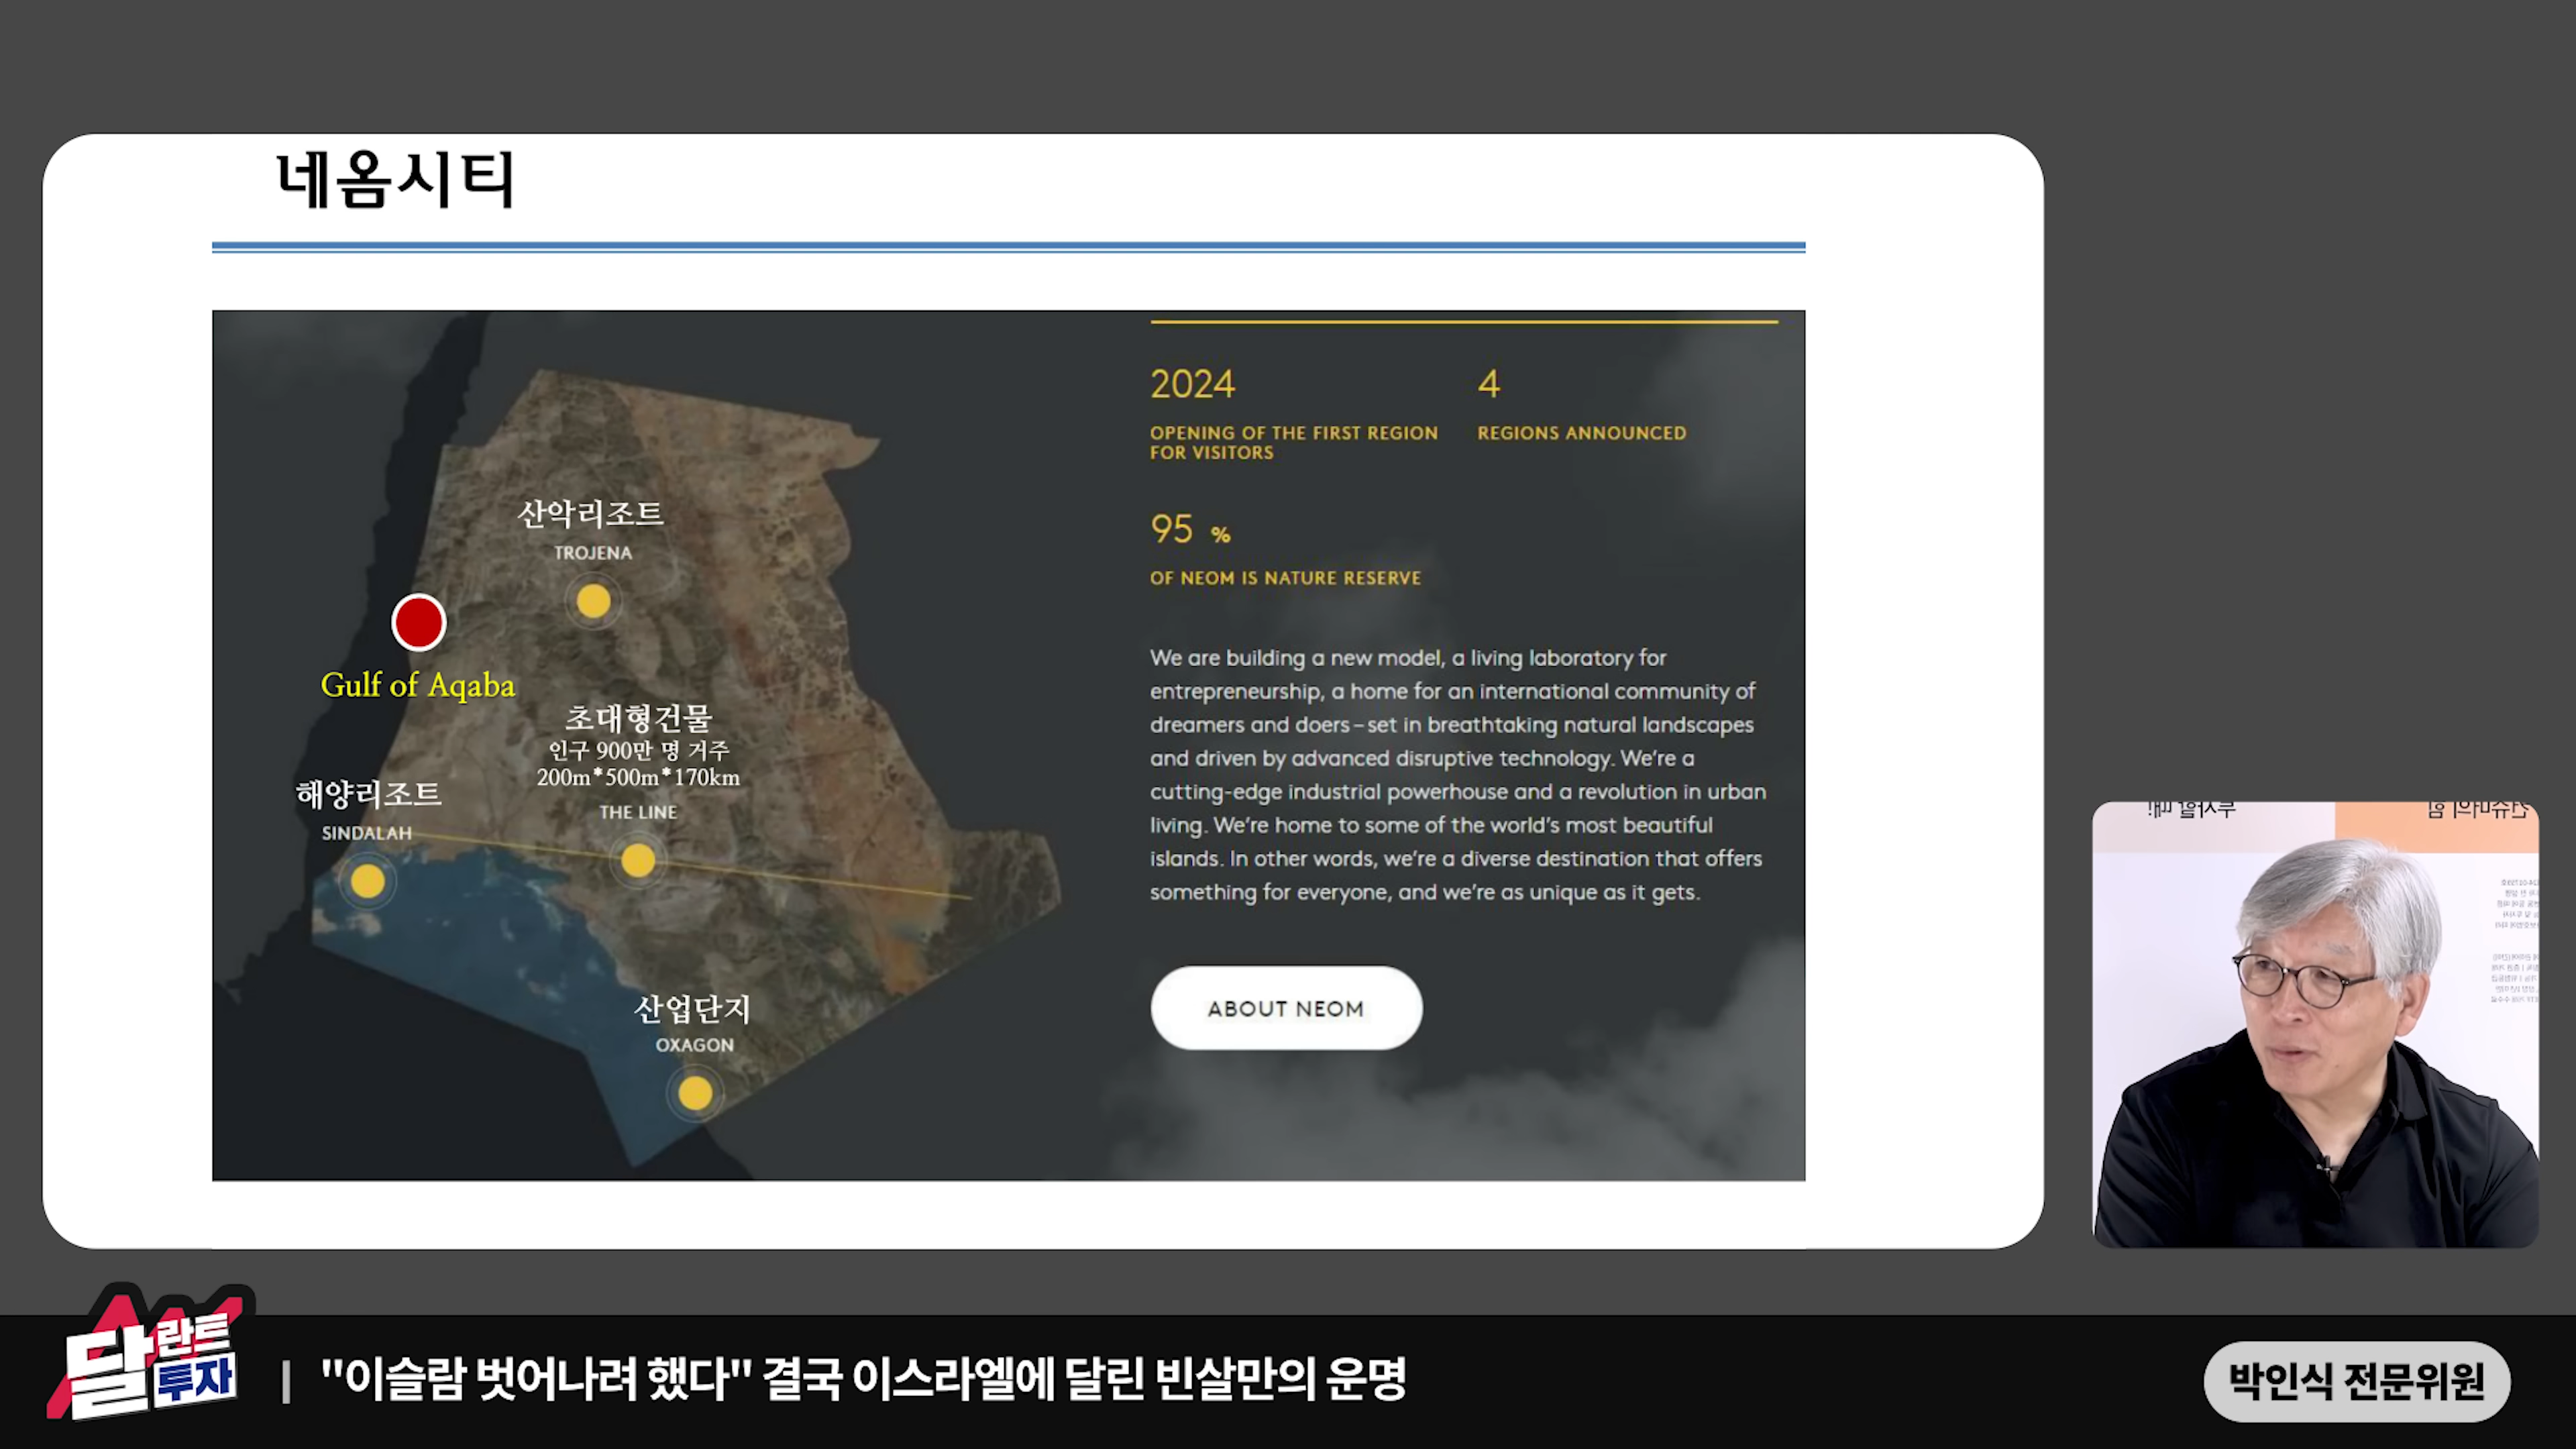 네옴시티
2024
OPENING OF THE FIRST REGION
FOR VISITORS
4
REGIONS ANNOUNCED
95 %
OF NEOM IS NATURE RESERVE
We are building a new model, a living laboratory for
entrepreneurship, a home for an international community of
dreamers and doers – set in breathtaking natural landscapes
and driven by advanced disruptive technology. We’re a
cutting-edge industrial powerhouse and a revolution in urban
living. We’re home to some of the world’s most beautiful
islands. In other words, we’re a diverse destination that offers
something for everyone, and we’re as unique as it gets.
ABOUT NEOM
산악리조트
TROJENA
Gulf of Aqaba
초대형건물
인구 900만 명 거주
200m*500m*170km
THE LINE
해양리조트
SINDALAH
산업단지
OXAGON
달란트
투자
"이슬람 벗어나려 했다" 결국 이스라엘에 달린 빈살만의 운명
박인식 전문위원